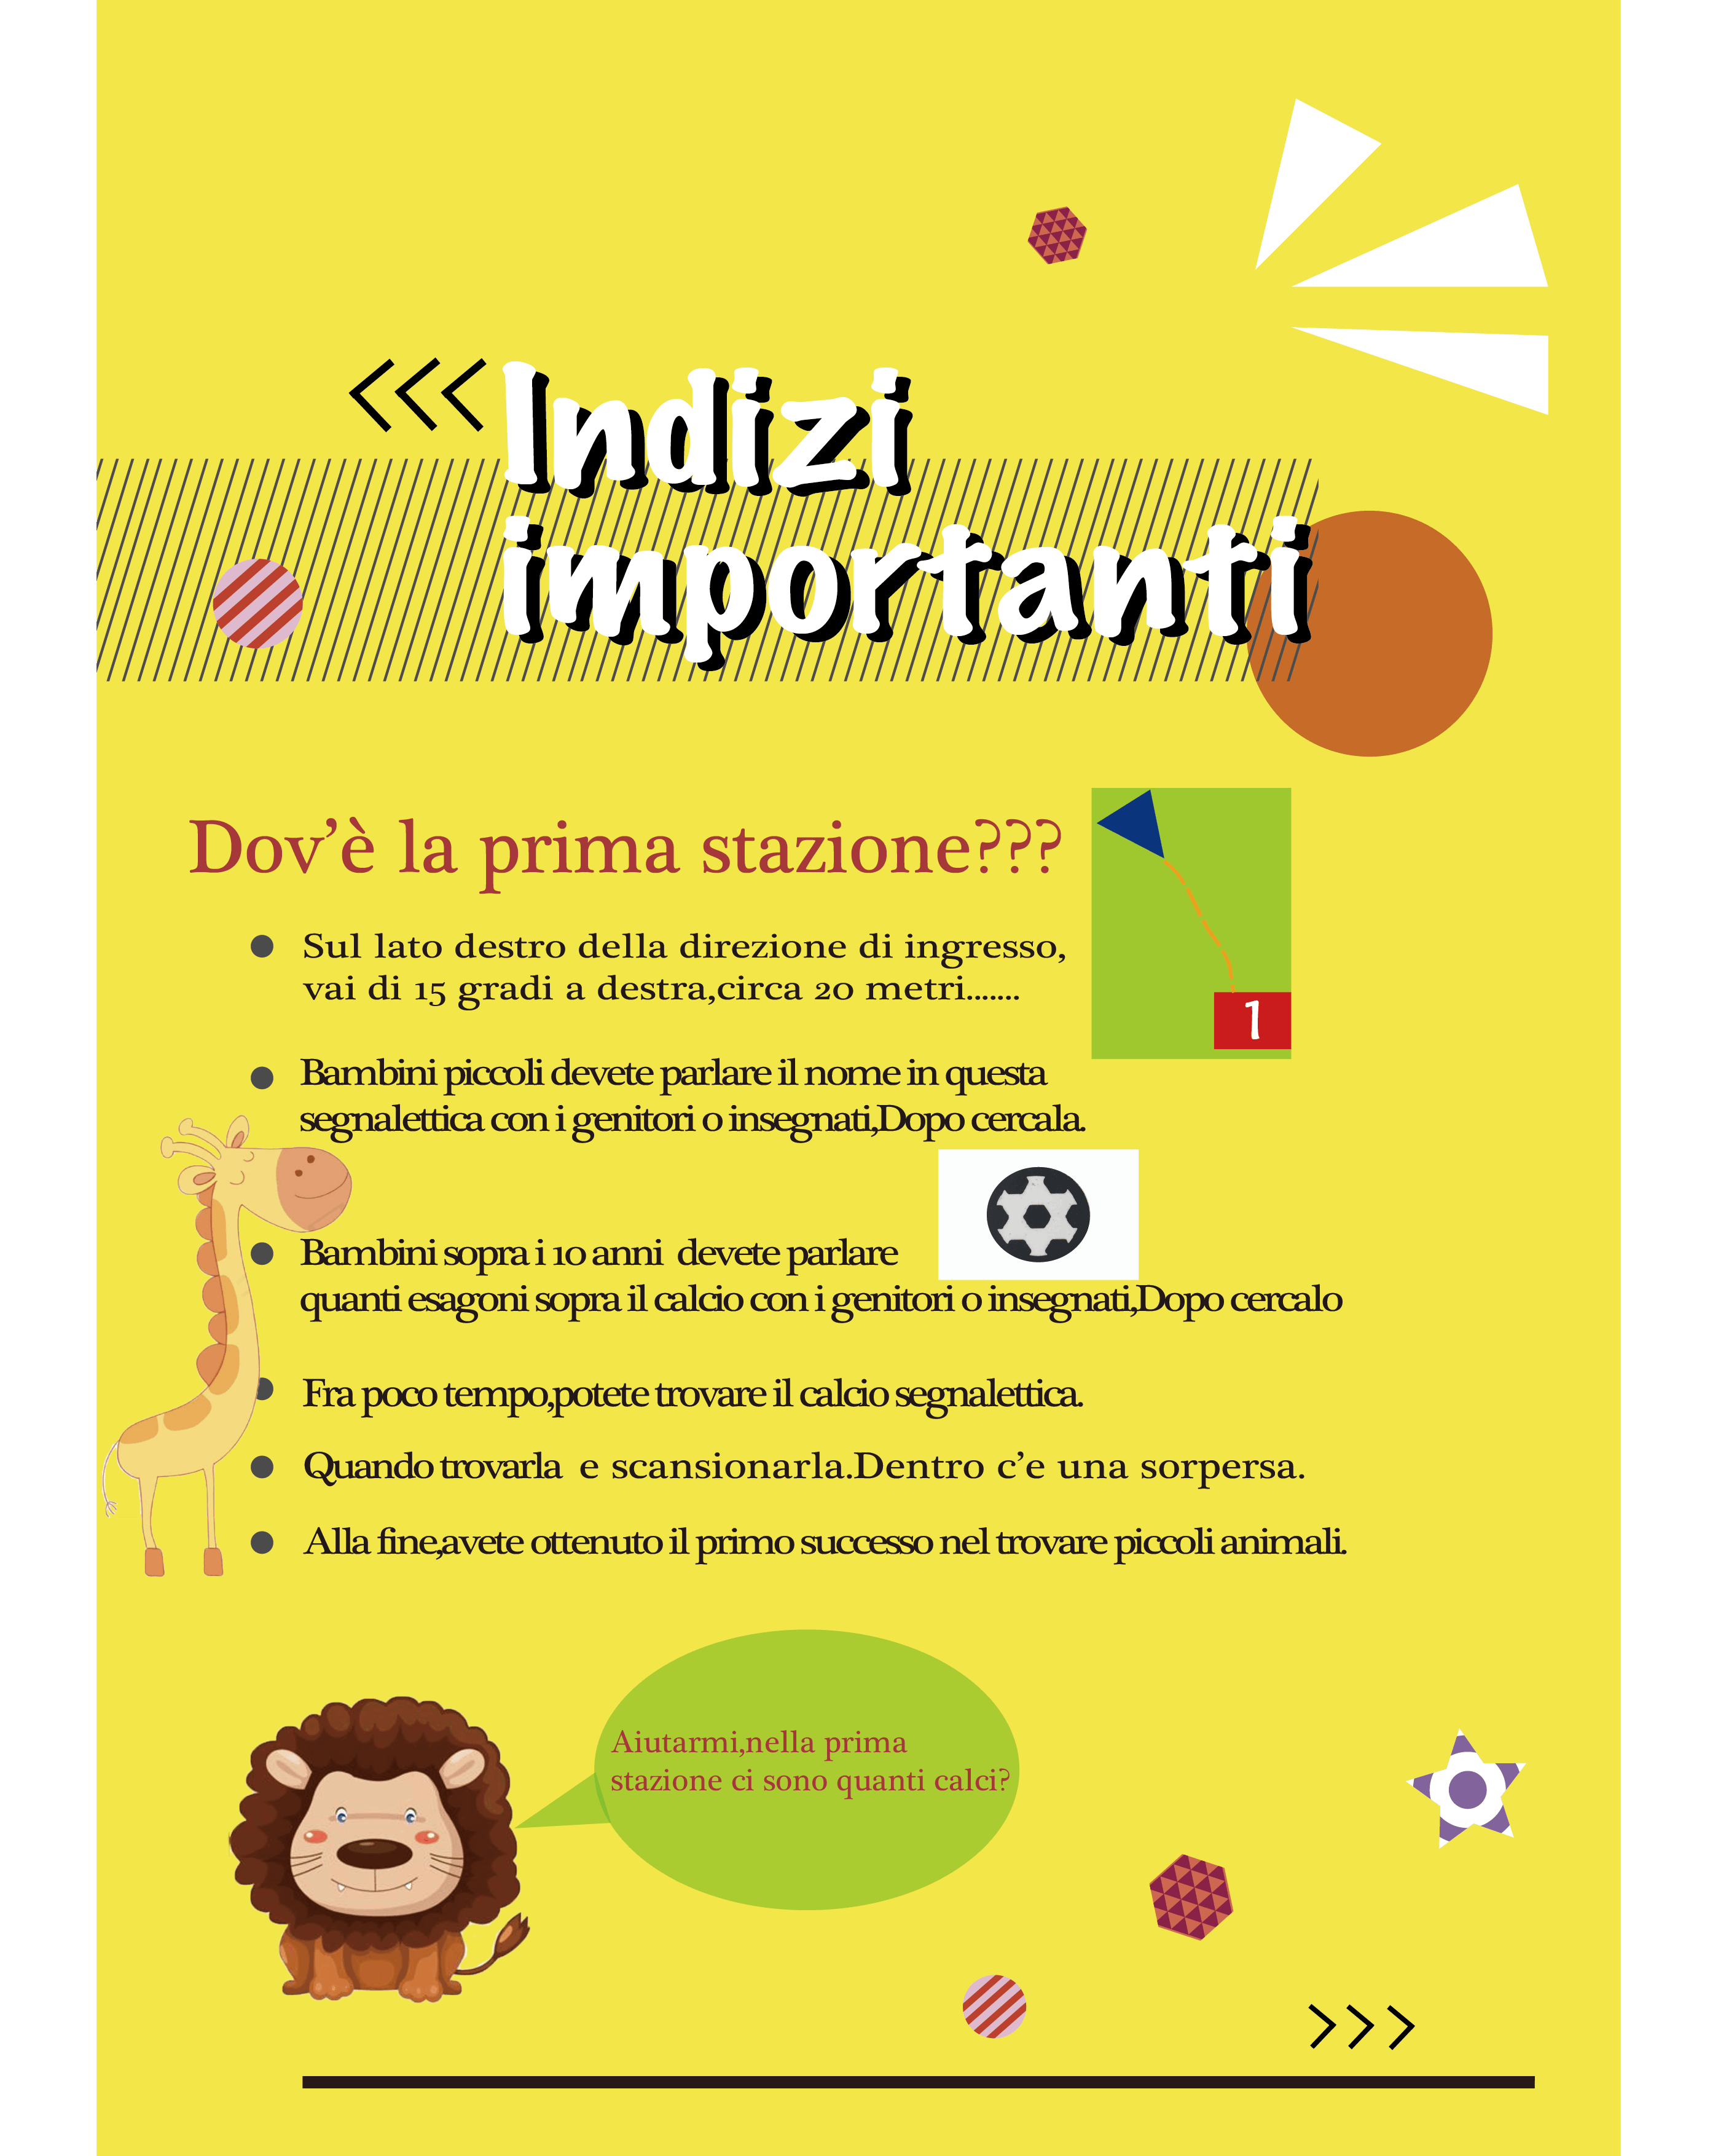 Indizi
importanti
Dov'è la prima stazione???
Sul lato destro della direzione di ingresso,
vai di 15 gradi a destra,circa 20 metri.......
1
Bambini piccoli devete parlare il nome in questa
segnalettica con i genitori o insegnati,Dopo cercala.
Bambini sopra i 10 anni devete parlare
quanti esagoni sopra il calcio con i genitori o insegnati,Dopo cercalo
Fra poco tempo,potete trovare il calcio segnalettica.
Quando trovarla e scansionarla.Dentro c'e una sorpersa.
Alla fine,avete ottenuto il primo successo nel trovare piccoli animali.
Aiutarmi,nella prima
stazione ci sono quanti calci?